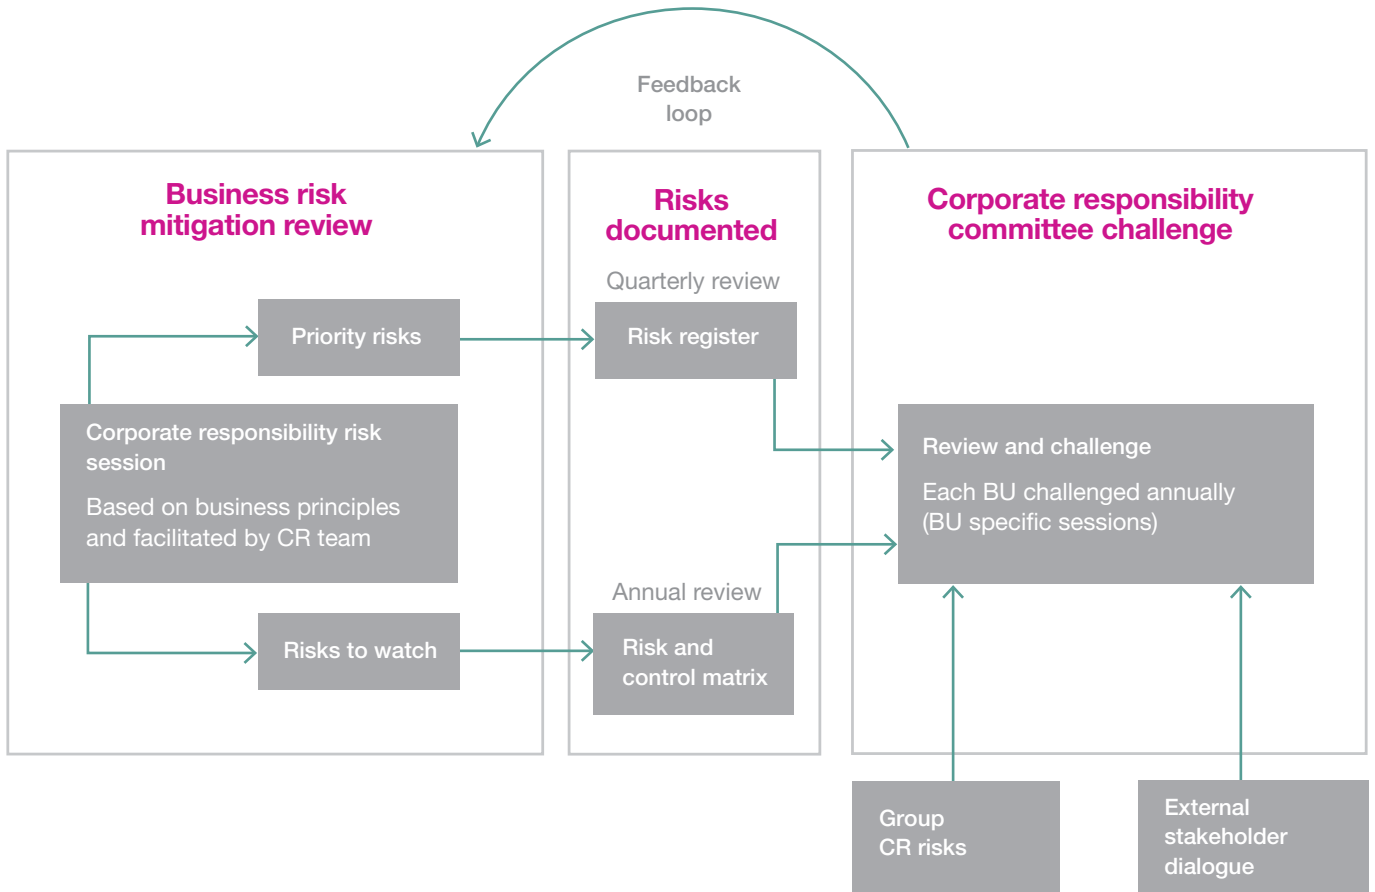 Feedback
loop
Business risk
mitigation review
Priority risks
Corporate responsibility risk
session
Based on business principles
and facilitated by CR team
Risks to watch
Risks
documented
Quarterly review
Risk register
Annual review
Risk and
control matrix
Corporate responsibility
committee challenge
Review and challenge
Each BU challenged annually
(BU specific sessions)
Group
CR risks
External
stakeholder
dialogue